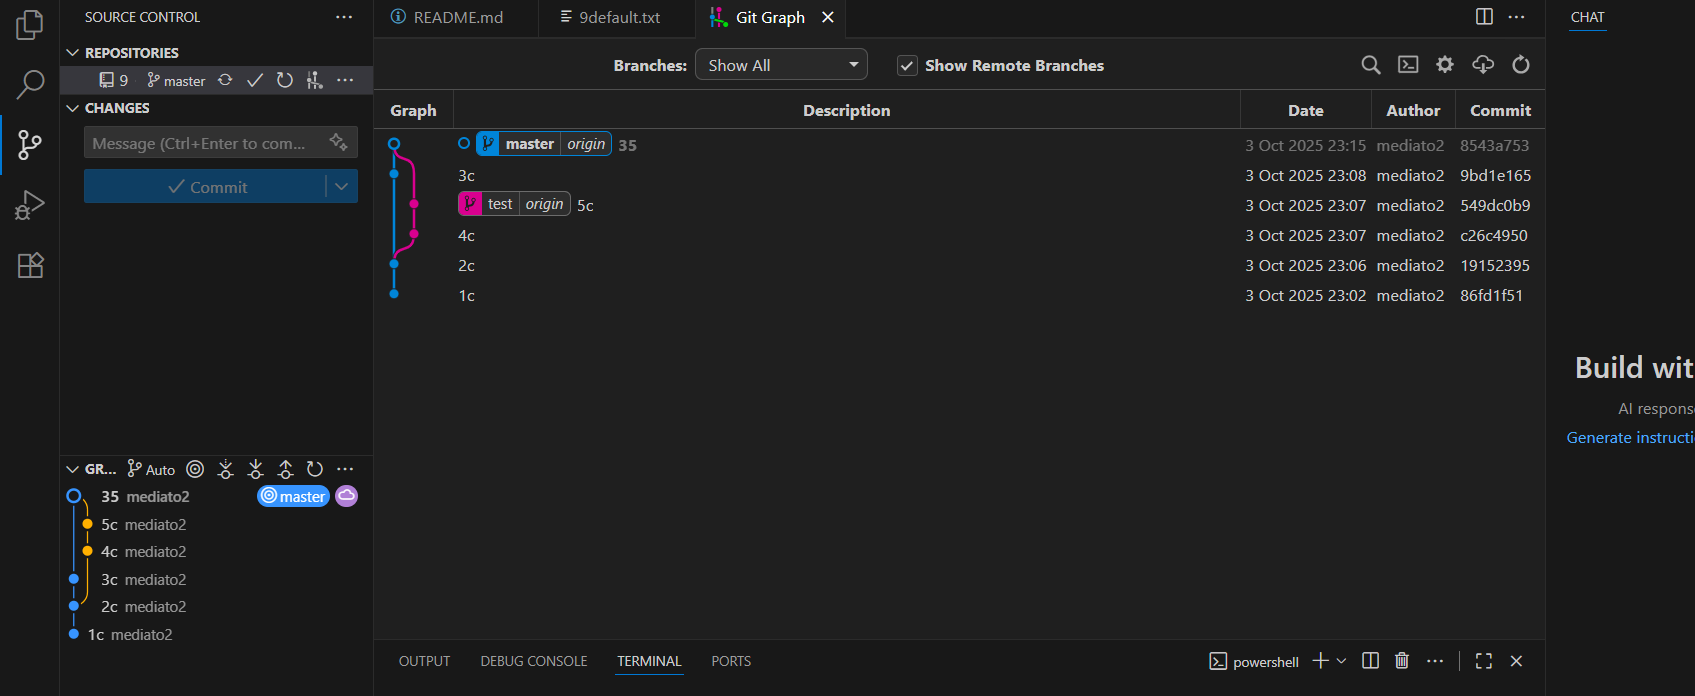 SOURCE CONTROL
REPOSITORIES
9 master
CHANGES
Message (Ctrl+Enter to com...
Commit
GR... Auto
35 mediato2 master
5c mediato2
4c mediato2
3c mediato2
2c mediato2
1c mediato2
README.md 9default.txt Git Graph
Branches: Show All Show Remote Branches
Graph Description Date Author Commit
master origin 35 3 Oct 2025 23:15 mediato2 8543a753
3c 3 Oct 2025 23:08 mediato2 9bd1e165
test origin 5c 3 Oct 2025 23:07 mediato2 549dc0b9
4c 3 Oct 2025 23:07 mediato2 c26c4950
2c 3 Oct 2025 23:06 mediato2 19152395
1c 3 Oct 2025 23:02 mediato2 86fd1f51
OUTPUT DEBUG CONSOLE TERMINAL PORTS powershell
CHAT
Build wit
AI respons
Generate instructi